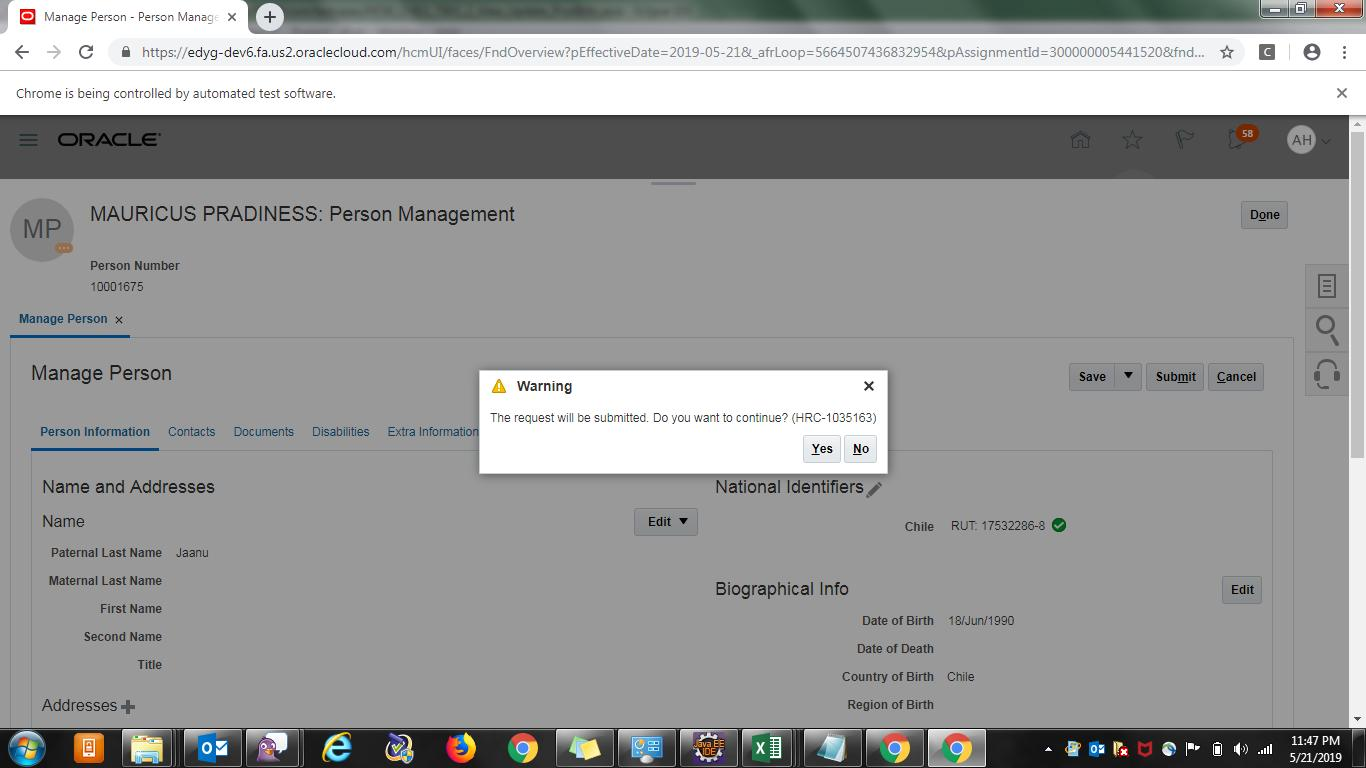 Manage Person - Person Manage
https://edyg-dev6.fa.us2.oraclecloud.com/hcmUI/faces/FndOverview?pEffectiveDate=2019-05-21&_afrLoop=5664507436832954&pAssignmentId=300000005441520&fnd...
C
Chrome is being controlled by automated test software.
ORACLE
58
AH
MP
MAURICUS PRADINESS: Person Management
Done
Person Number
10001675
Manage Person
Manage Person
Save
Submit
Cancel
Warning
The request will be submitted. Do you want to continue? (HRC-1035163)
Yes
No
Person Information
Contacts
Documents
Disabilities
Extra Information
Name and Addresses
Name
Edit
Paternal Last Name Jaanu
Maternal Last Name
First Name
Second Name
Title
Addresses
National Identifiers
Chile RUT: 17532286-8
Biographical Info
Edit
Date of Birth 18/Jun/1990
Date of Death
Country of Birth Chile
Region of Birth
Java EE
IDE
11:47 PM
5/21/2019